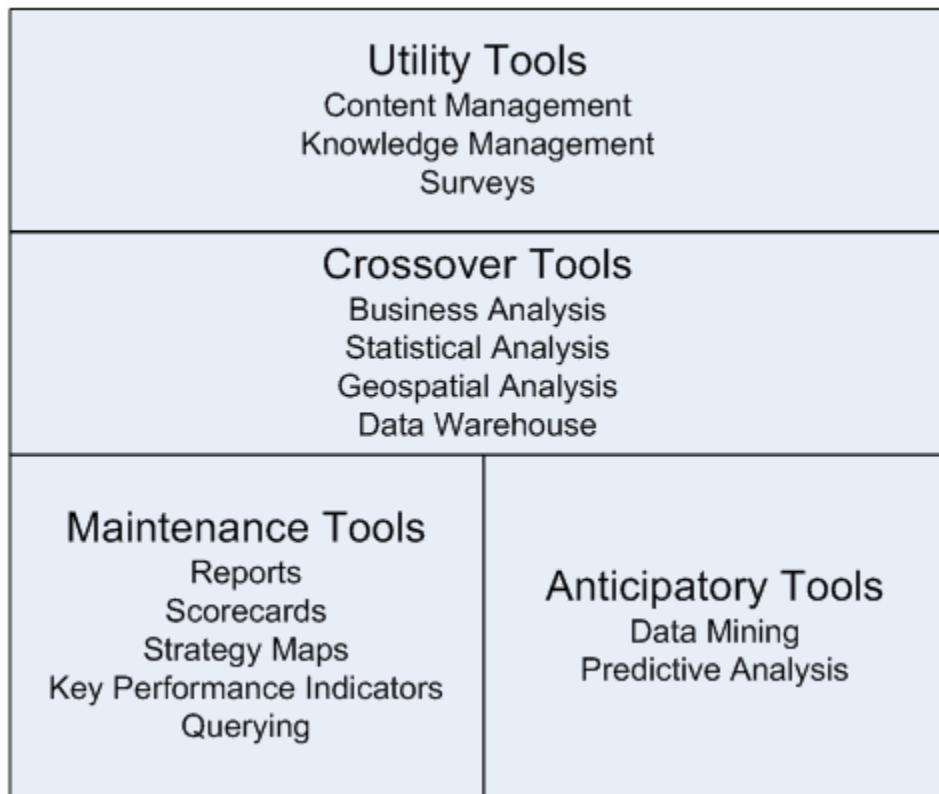 Utility Tools
Content Management
Knowledge Management
Surveys
Crossover Tools
Business Analysis
Statistical Analysis
Geospatial Analysis
Data Warehouse
Maintenance Tools
Reports
Scorecards
Strategy Maps
Key Performance Indicators
Querying
Anticipatory Tools
Data Mining
Predictive Analysis